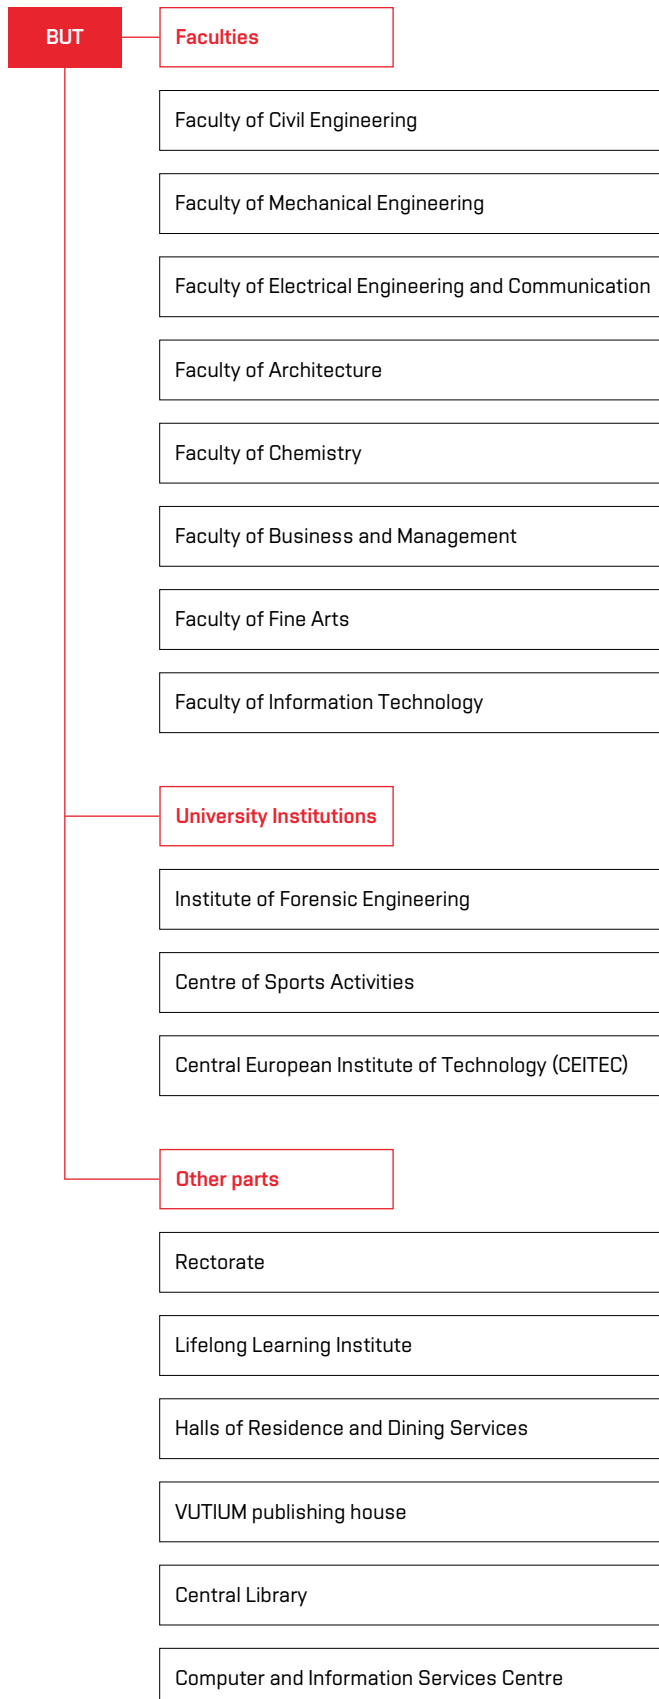 BUT
Faculties
Faculty of Civil Engineering
Faculty of Mechanical Engineering
Faculty of Electrical Engineering and Communication
Faculty of Architecture
Faculty of Chemistry
Faculty of Business and Management
Faculty of Fine Arts
Faculty of Information Technology
University Institutions
Institute of Forensic Engineering
Centre of Sports Activities
Central European Institute of Technology (CEITEC)
Other parts
Rectorate
Lifelong Learning Institute
Halls of Residence and Dining Services
VUTIUM publishing house
Central Library
Computer and Information Services Centre